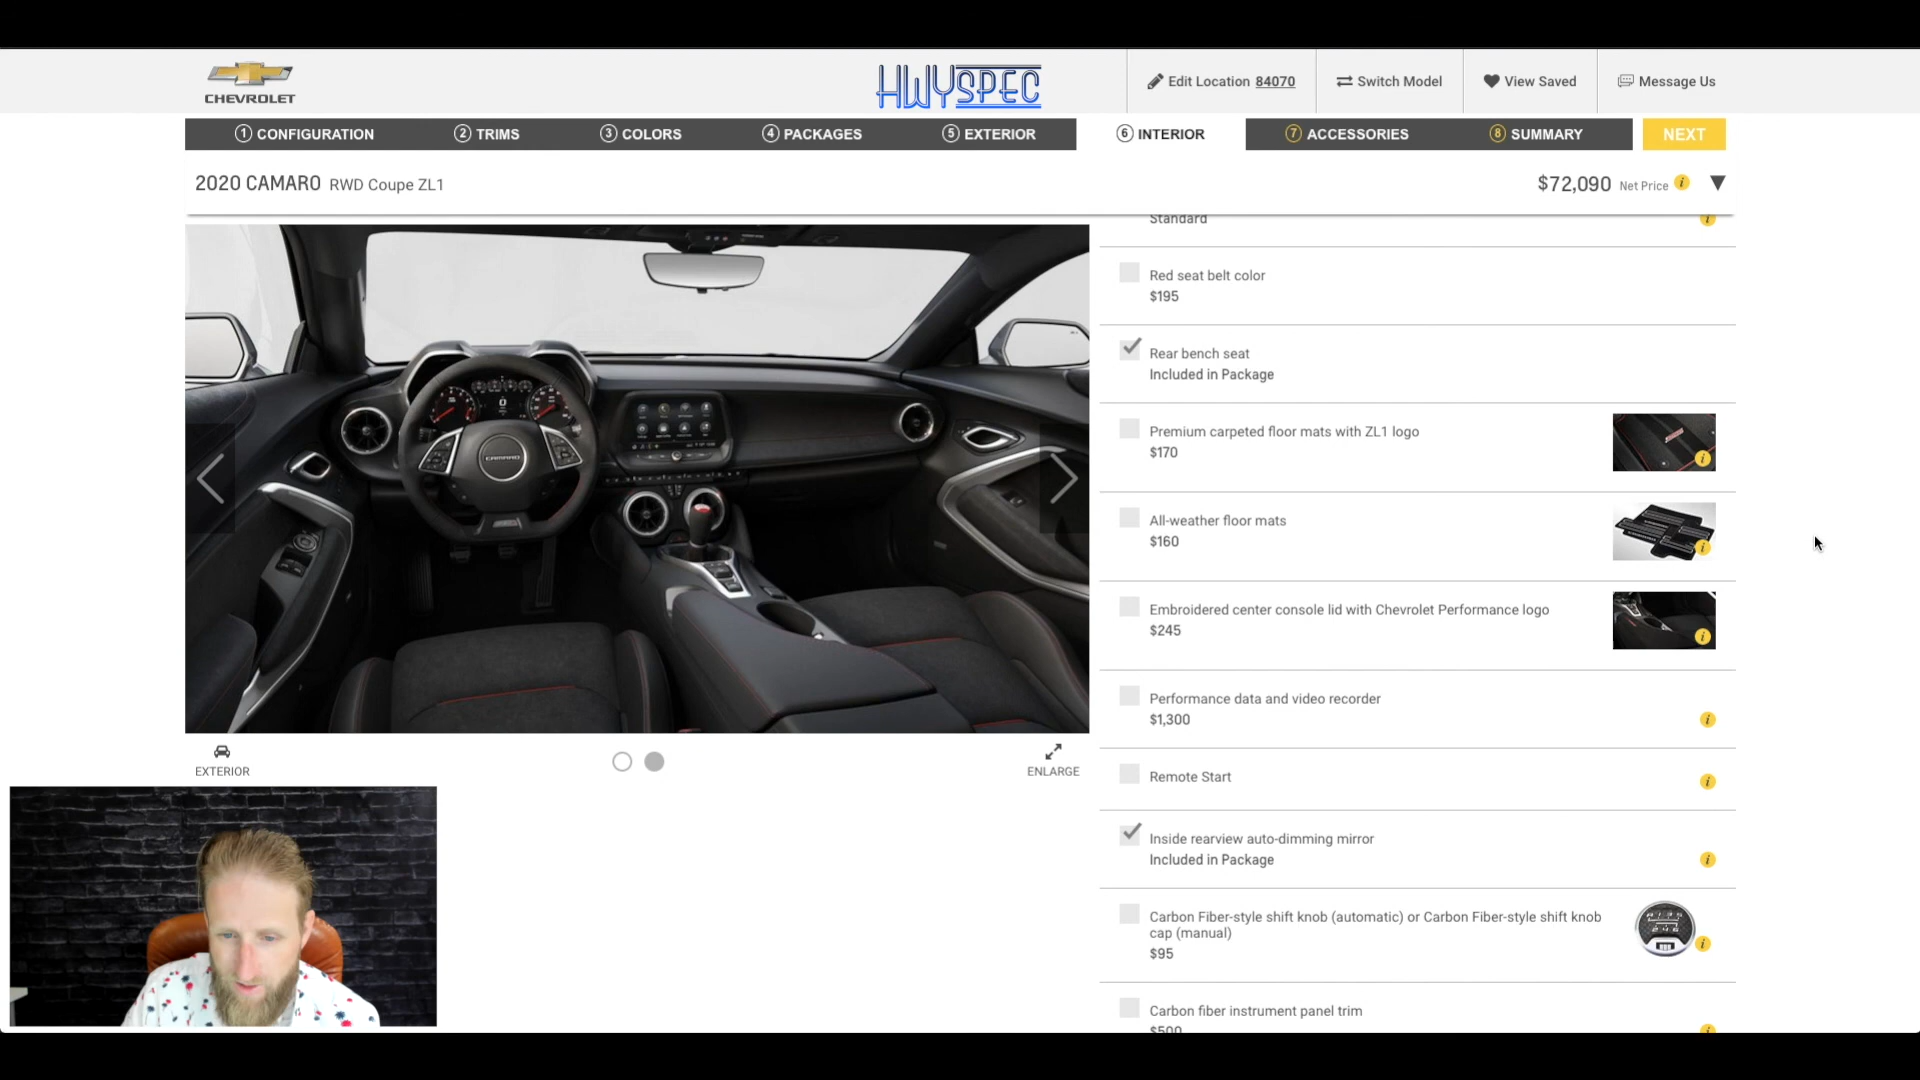 CHEVROLET
HWYSPEC
Edit Location 84070
Switch Model
View Saved
Message Us
1 CONFIGURATION
2 TRIMS
3 COLORS
4 PACKAGES
5 EXTERIOR
6 INTERIOR
7 ACCESSORIES
8 SUMMARY
NEXT
2020 CAMARO RWD Coupe ZL1
$72,090 Net Price i
Standard
i
Red seat belt color
$195
Rear bench seat
Included in Package
Premium carpeted floor mats with ZL1 logo
$170
i
All-weather floor mats
$160
i
Embroidered center console lid with Chevrolet Performance logo
$245
i
Performance data and video recorder
$1,300
i
Remote Start
i
Inside rearview auto-dimming mirror
Included in Package
i
Carbon Fiber-style shift knob (automatic) or Carbon Fiber-style shift knob
cap (manual)
$95
i
Carbon fiber instrument panel trim
$500
i
CAMARO
EXTERIOR
ENLARGE